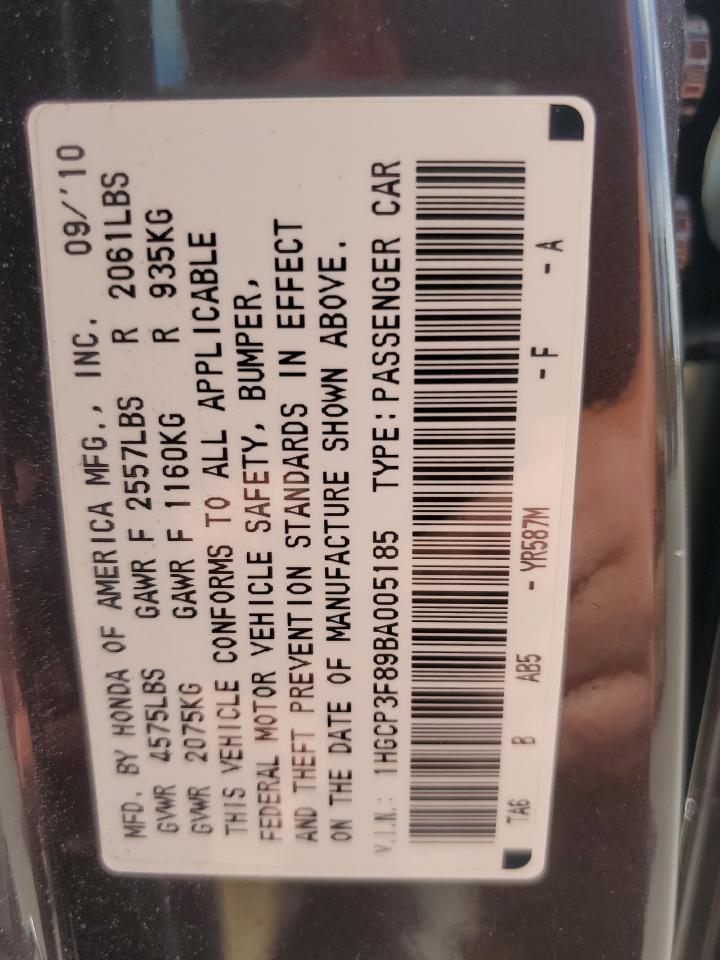 MFD. BY HONDA OF AMERICA MFG., INC. 09/'10
GVWR 4575LBS GAWR F 2557LBS R 2061LBS
GVWR 2075KG GAWR F 1160KG R 935KG
THIS VEHICLE CONFORMS TO ALL APPLICABLE
FEDERAL MOTOR VEHICLE SAFETY, BUMPER,
AND THEFT PREVENTION STANDARDS IN EFFECT
ON THE DATE OF MANUFACTURE SHOWN ABOVE.
V.I.N.: 1HGCP3F89BA005185 TYPE:PASSENGER CAR
TA6 B AB5 - YR587M - F - A